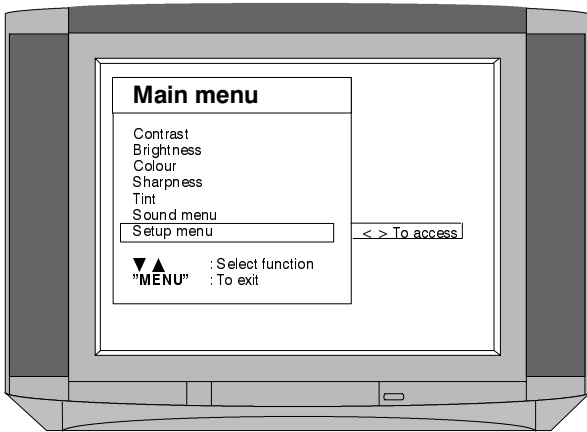 Main menu
Contrast
Brightness
Colour
Sharpness
Tint
Sound menu
Setup menu
< > To access
▼ ▲ : Select function
"MENU" : To exit